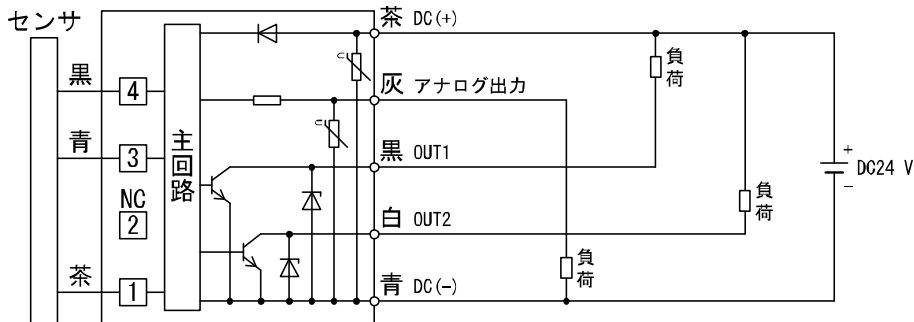 センサ
黒
4
青
3
NC
2
茶
1
主回路
茶 DC(+)
灰 アナログ出力
黒 OUT1
白 OUT2
青 DC(-)
負荷
負荷
負荷
+
DC24 V
-